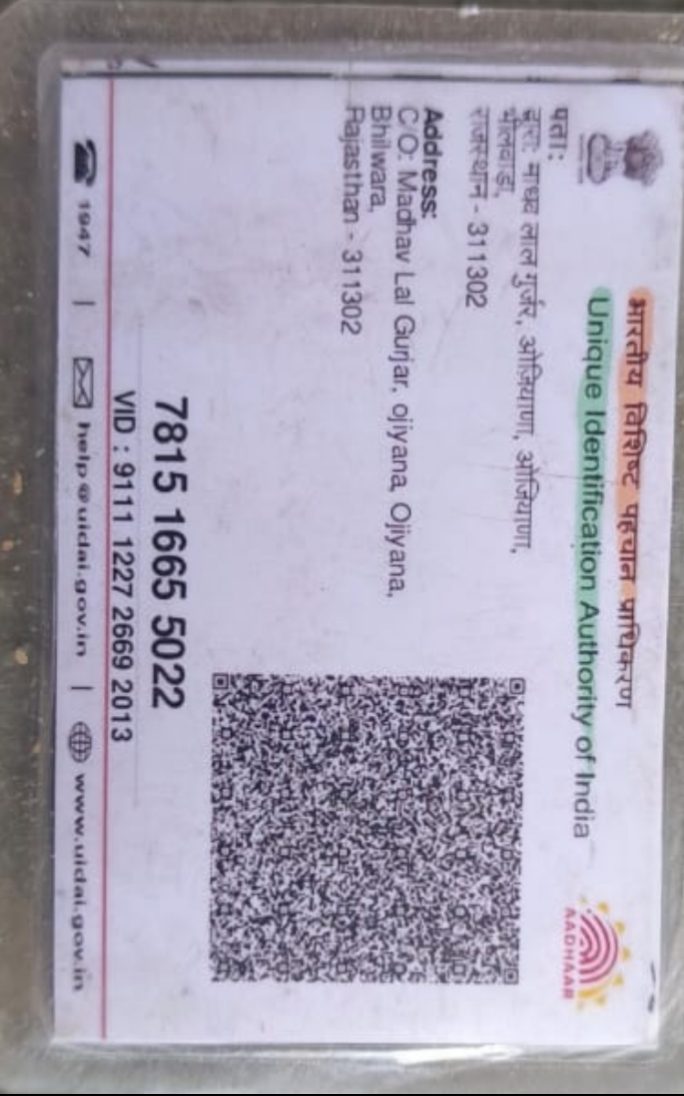 भारतीय विशिष्ट पहचान प्राधिकरण
Unique Identification Authority of India
AADHAAR
पता:
द्वारा: माधव लाल गुर्जर, ओजियाणा, ओजियाणा,
भीलवाडा,
राजस्थान - 311302
Address:
C/O: Madhav Lal Gurjar, ojiyana, Ojiyana,
Bhilwara,
Rajasthan - 311302
7815 1665 5022
VID : 9111 1227 2669 2013
1947 | help@uidai.gov.in | www.uidai.gov.in